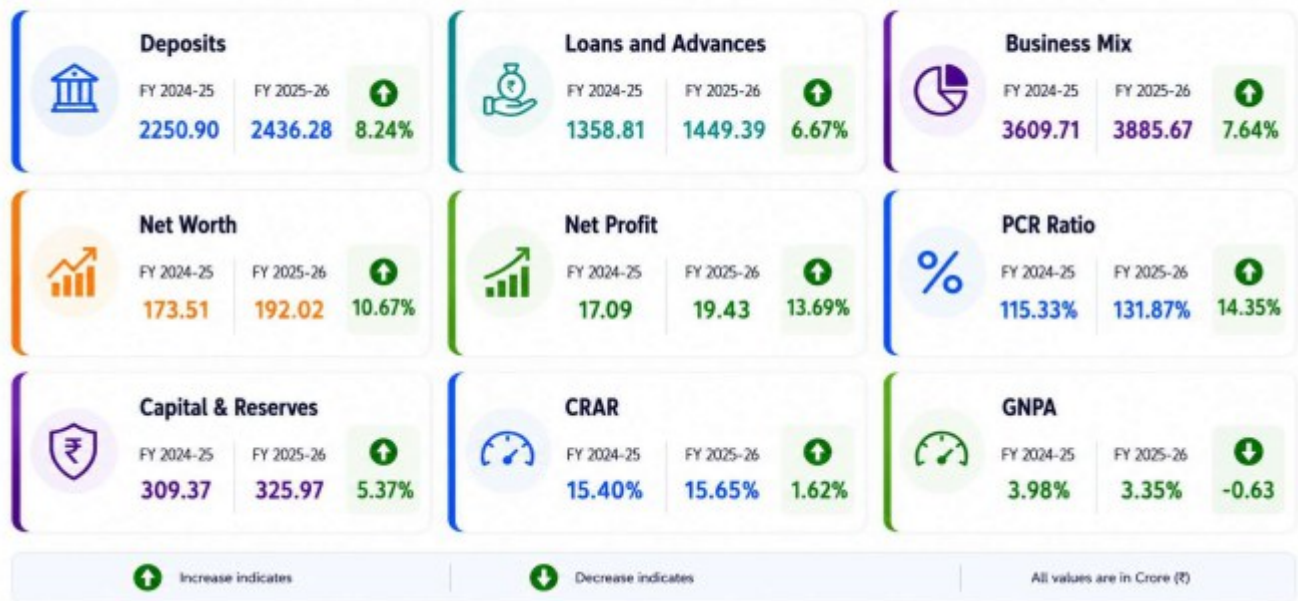 Deposits
FY 2024-25 FY 2025-26
2250.90 2436.28 8.24%
Loans and Advances
FY 2024-25 FY 2025-26
1358.81 1449.39 6.67%
Business Mix
FY 2024-25 FY 2025-26
3609.71 3885.67 7.64%
Net Worth
FY 2024-25 FY 2025-26
173.51 192.02 10.67%
Net Profit
FY 2024-25 FY 2025-26
17.09 19.43 13.69%
PCR Ratio
FY 2024-25 FY 2025-26
115.33% 131.87% 14.35%
₹
Capital & Reserves
FY 2024-25 FY 2025-26
309.37 325.97 5.37%
CRAR
FY 2024-25 FY 2025-26
15.40% 15.65% 1.62%
GNPA
FY 2024-25 FY 2025-26
3.98% 3.35% -0.63
Increase indicates Decrease indicates All values are in Crore (₹)